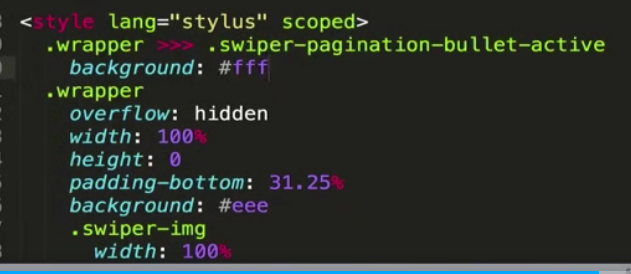 <style lang="stylus" scoped>
.wrapper >>> .swiper-pagination-bullet-active
background: #fff
.wrapper
overflow: hidden
width: 100%
height: 0
padding-bottom: 31.25%
background: #eee
.swiper-img
width: 100%